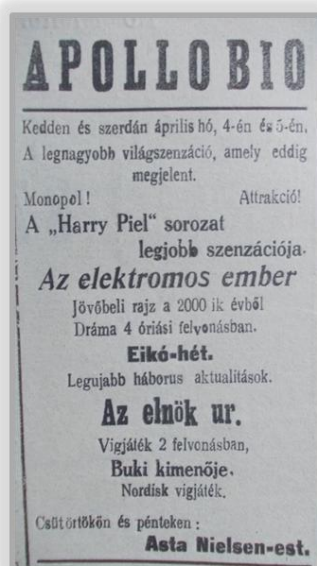 APOLLO BIO
Kedden és szerdán április hó, 4-én és 5-én,
A legnagyobb világszenzáció, amely eddig
megjelent.
Monopol! Attrakció!
A „Harry Piel“ sorozat
legjobb szenzációja.
Az elektromos ember
Jövőbeli rajz a 2000 ik évből
Dráma 4 óriási felvonásban.
Eikó-hét.
Legujabb háborus aktualitások.
Az elnök ur.
Vigjáték 2 felvonásban,
Buki kimenője.
Nordisk vigjáték.
Csütörtökön és pénteken :
Asta Nielsen-est.